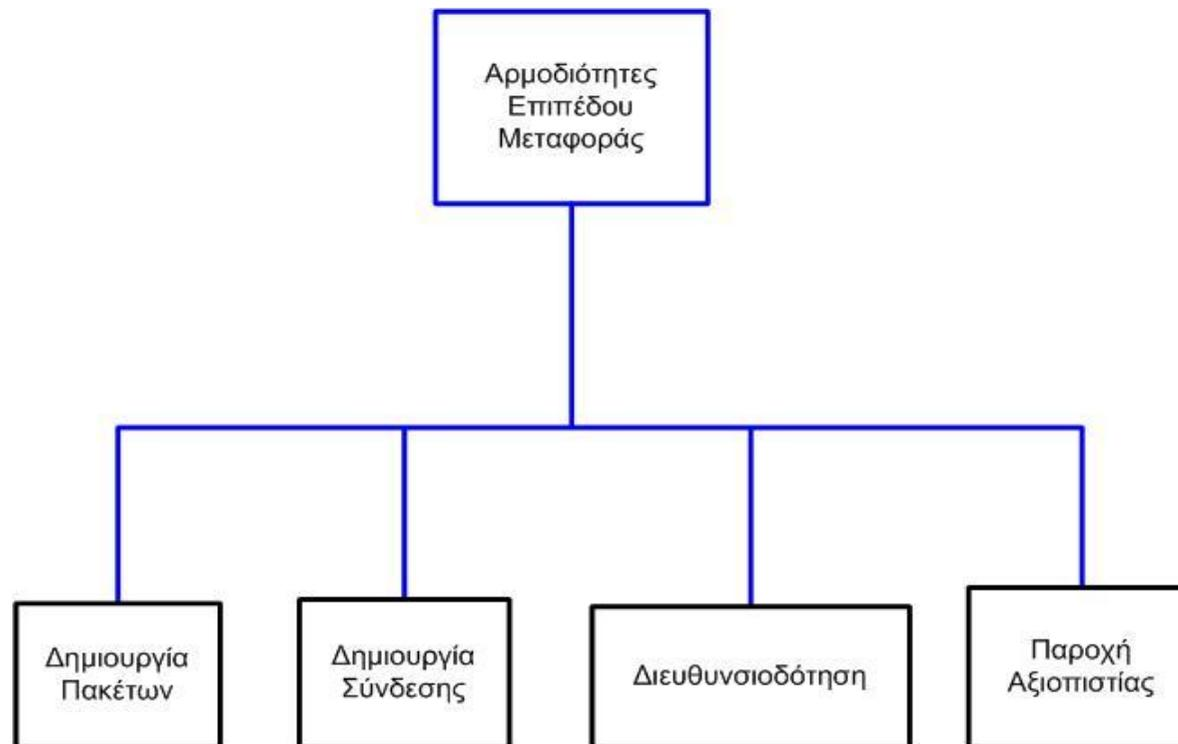 Αρμοδιότητες
Επιπέδου
Μεταφοράς
Δημιουργία
Πακέτων
Δημιουργία
Σύνδεσης
Διευθυνσιοδότηση
Παροχή
Αξιοπιστίας